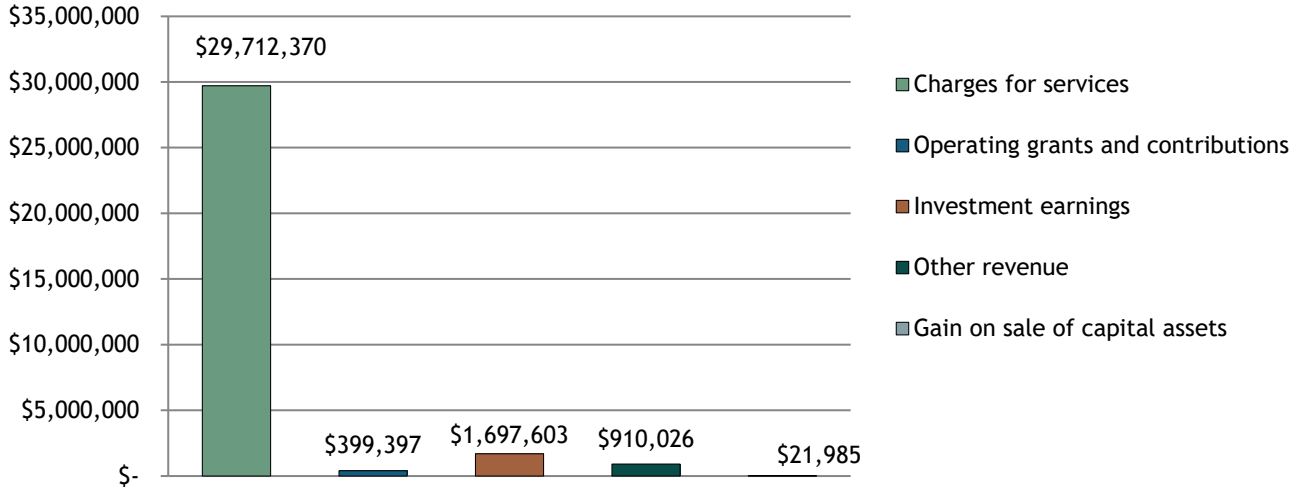 $35,000,000
$30,000,000
$25,000,000
$20,000,000
$15,000,000
$10,000,000
$5,000,000
$-
$29,712,370
$399,397
$1,697,603
$910,026
$21,985
Charges for services
Operating grants and contributions
Investment earnings
Other revenue
Gain on sale of capital assets